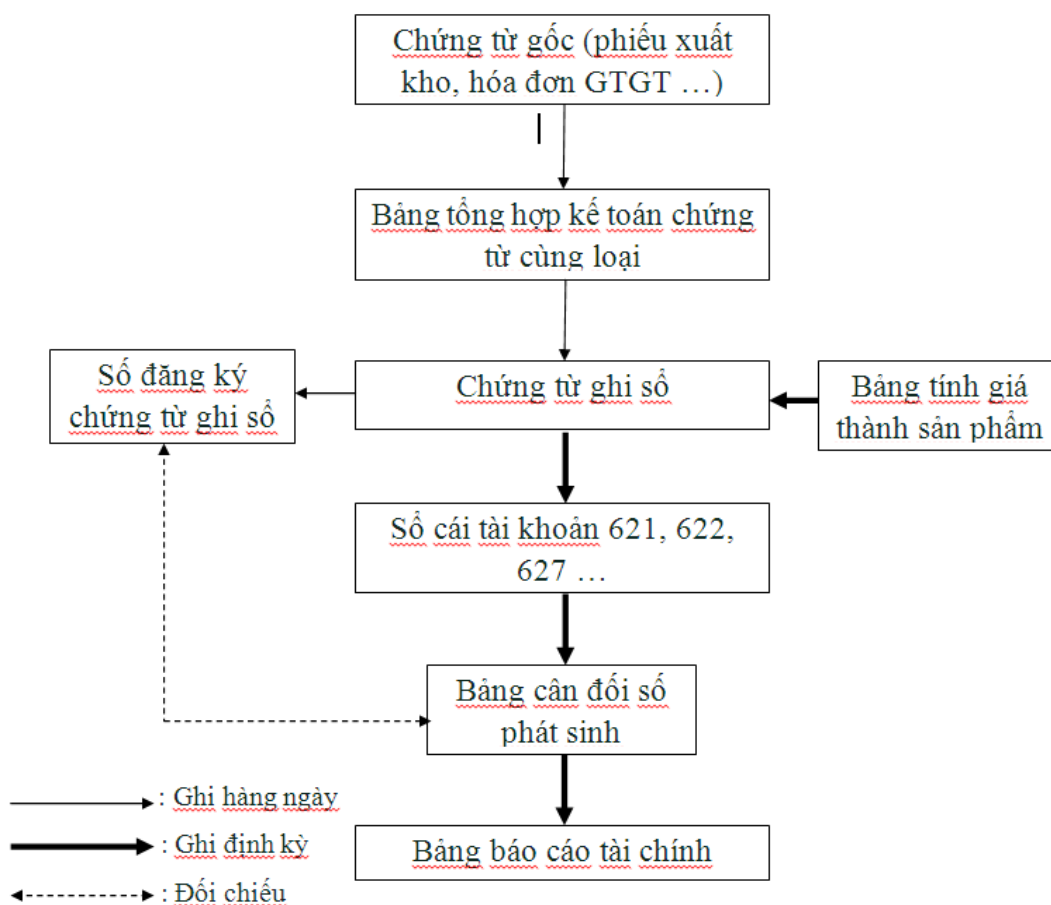 Chứng từ gốc (phiếu xuất
kho, hóa đơn GTGT …)
Bảng tổng hợp kế toán chứng
từ cùng loại
Số đăng ký
chứng từ ghi sổ
Chứng từ ghi sổ
Bảng tính giá
thành sản phẩm
Sổ cái tài khoản 621, 622,
627 …
Bảng cân đối số
phát sinh
: Ghi hàng ngày
: Ghi định kỳ
Bảng báo cáo tài chính
: Đối chiếu